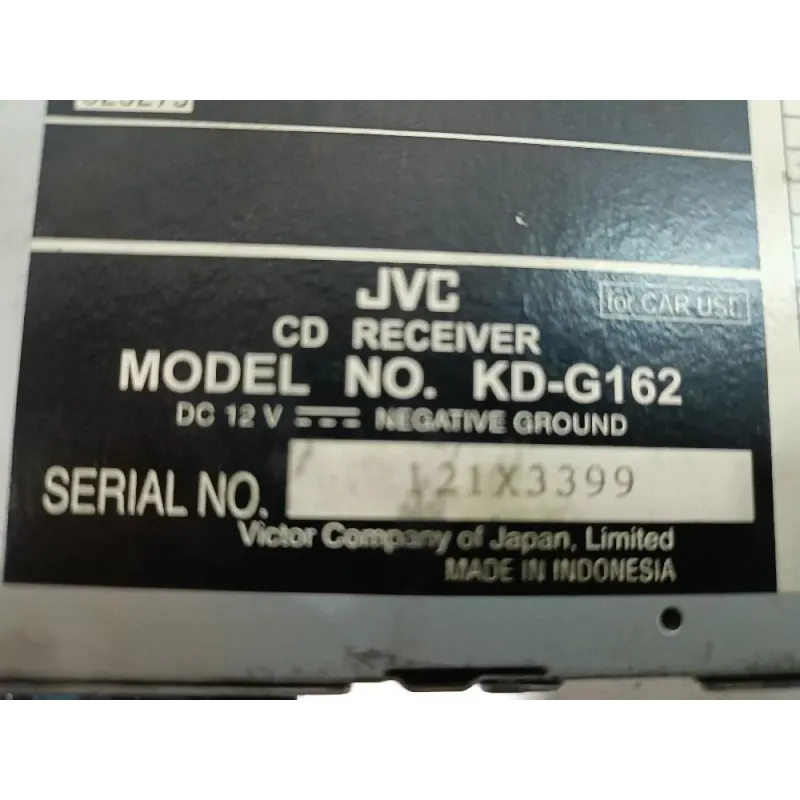 JVC
for CAR USE
CD RECEIVER
MODEL NO. KD-G162
DC 12 V NEGATIVE GROUND
SERIAL NO. 121X3399
Victor Company of Japan, Limited
MADE IN INDONESIA